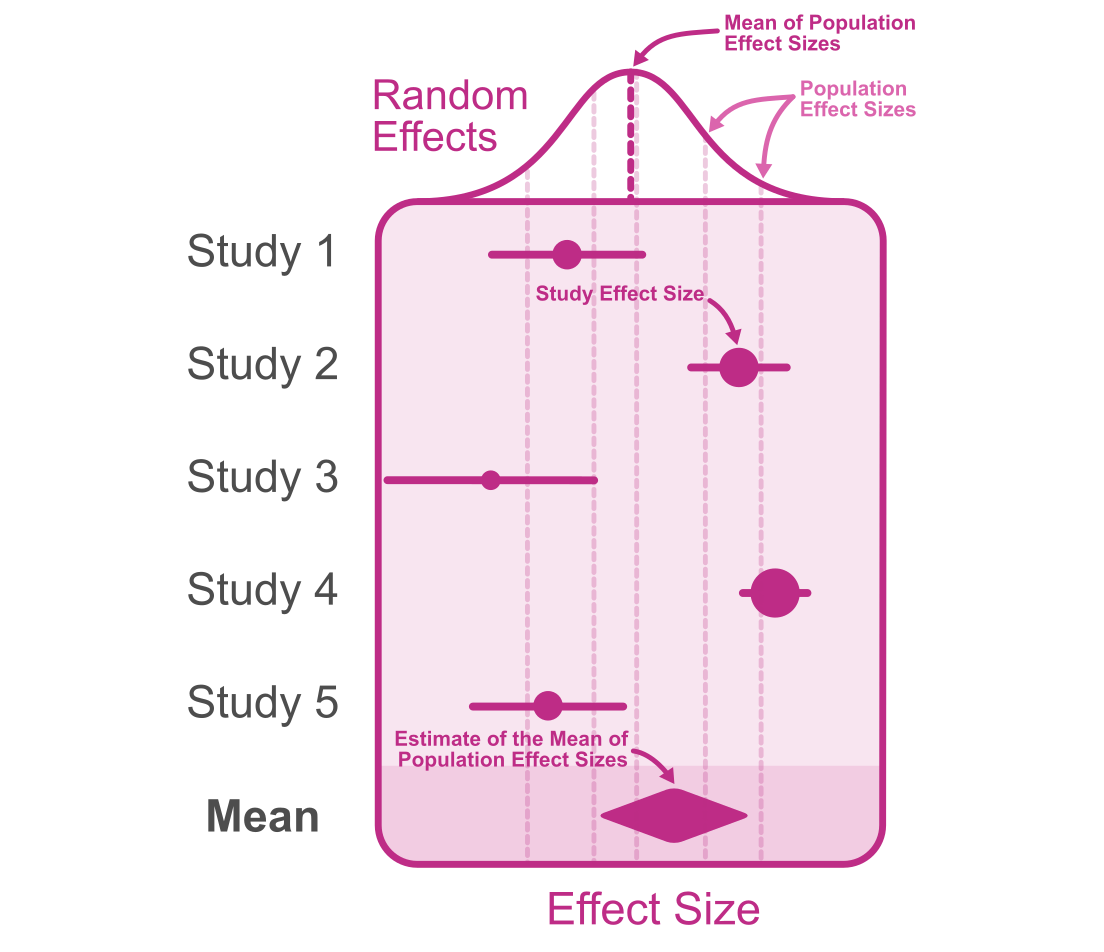 Mean of Population
Effect Sizes
Random
Effects
Population
Effect Sizes
Study 1
Study Effect Size
Study 2
Study 3
Study 4
Study 5
Estimate of the Mean of
Population Effect Sizes
Mean
Effect Size